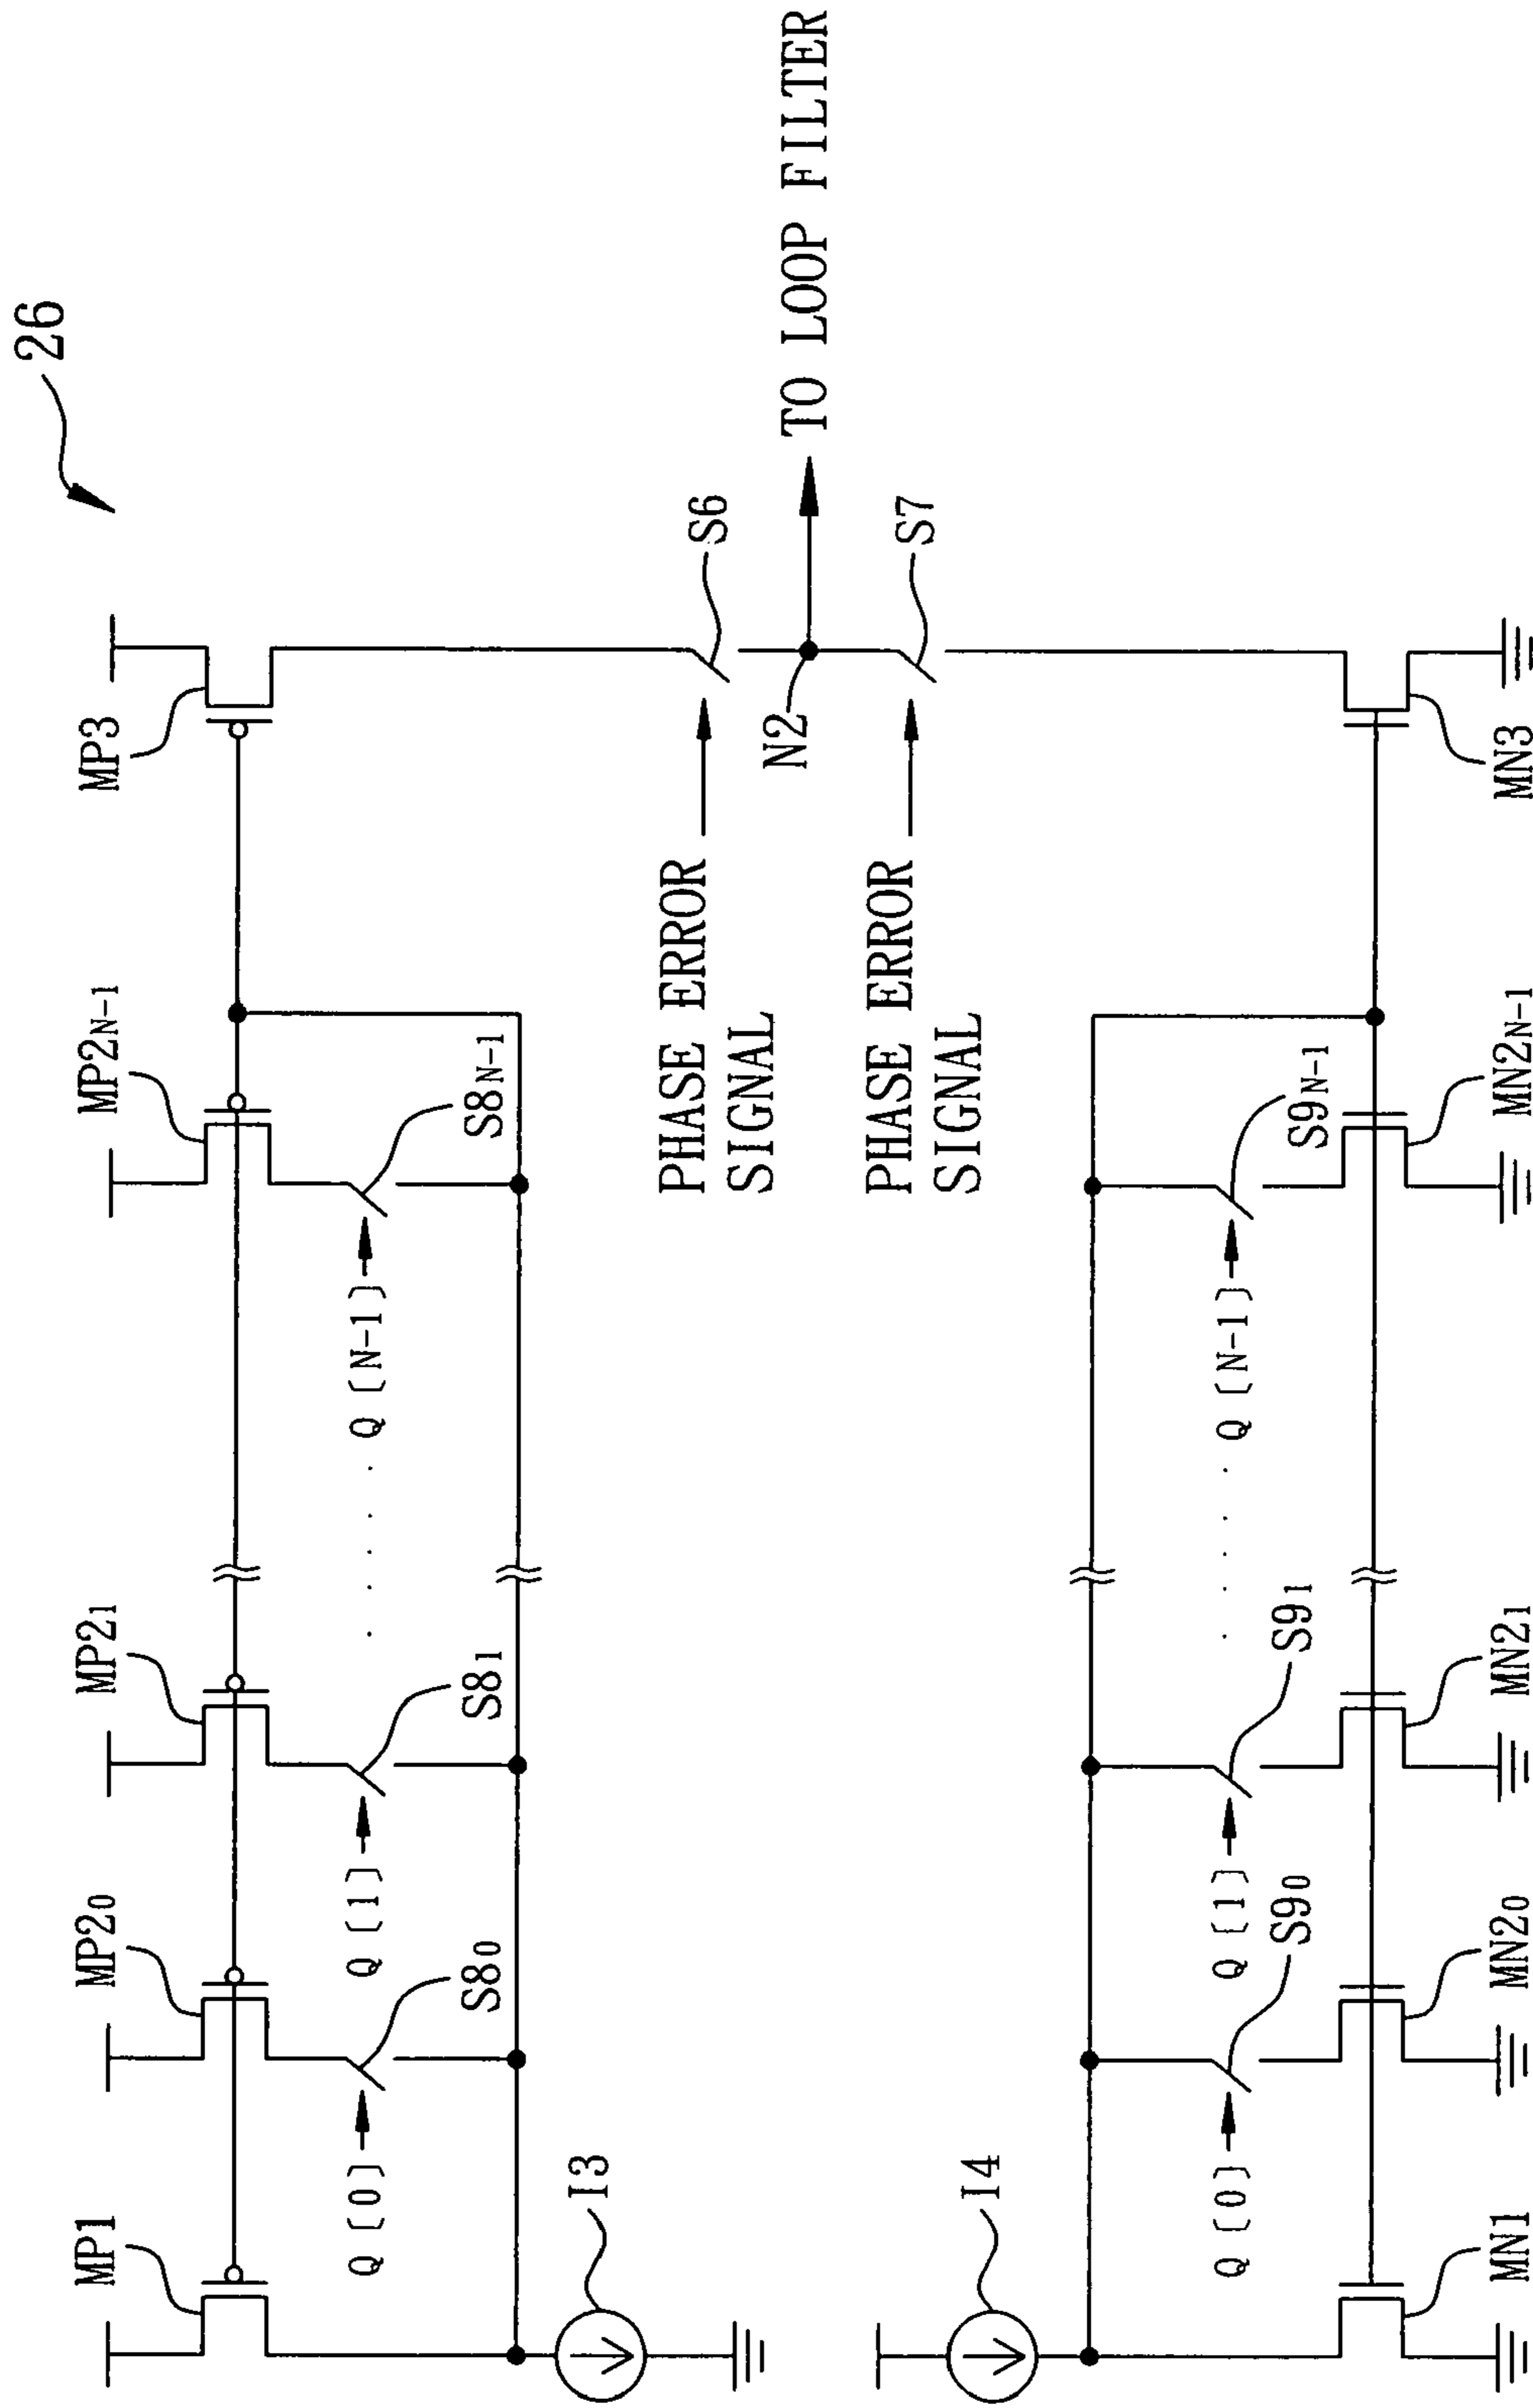 26
MP1
MP2₀
MP2₁
MP2N-1
MP3
Q [0]
Q [1]
. . . . .
Q [N-1]
S8₀
S8₁
S8N-1
I3
PHASE ERROR
SIGNAL
S6
N2
TO LOOP FILTER
PHASE ERROR
SIGNAL
S7
I4
Q [0]
Q [1]
. . . . .
Q [N-1]
S9₀
S9₁
S9N-1
MN1
MN2₀
MN2₁
MN2N-1
MN3